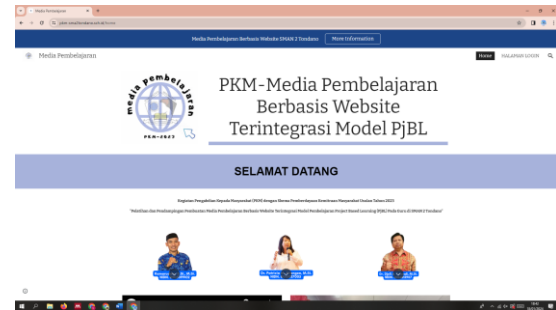 Media Pembelajaran
Media Pembelajaran Berbasis Website SMAN 2 Tondano
More Information
Media Pembelajaran
Home
HALAMAN LOGIN
media pembelajaran
PKM-2023
PKM-Media Pembelajaran
Berbasis Website
Terintegrasi Model PjBL
SELAMAT DATANG
Kegiatan Pengabdian Kepada Masyarakat (PKM) dengan Skema Pemberdayaan Kemitraan Masyarakat Usulan Tahun 2023
"Pelatihan dan Pendampingan Pembuatan Media Pembelajaran Berbasis Website Terintegrasi Model Pembelajaran Project Based Learning (PjBL) Pada Guru di SMAN 2 Tondano"